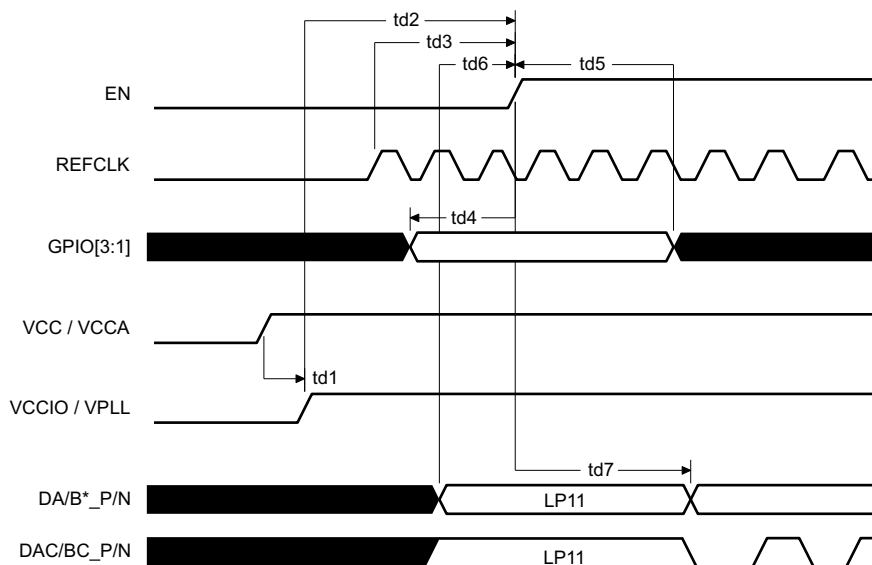 td2
td3
td6
td5
EN
REFCLK
td4
GPIO[3:1]
VCC / VCCA
td1
VCCIO / VPLL
td7
DA/B*_P/N
LP11
DAC/BC_P/N
LP11